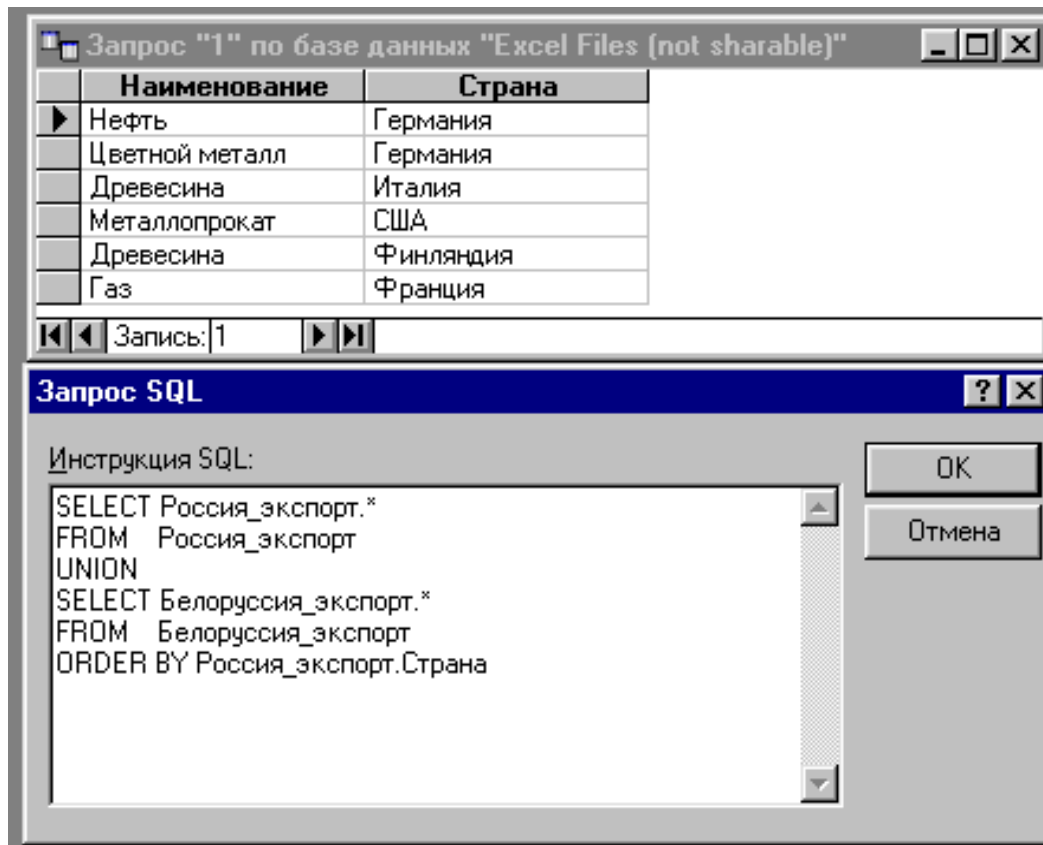 Запрос "1" по базе данных "Excel Files (not sharable)"
Наименование Страна
Нефть Германия
Цветной металл Германия
Древесина Италия
Металлопрокат США
Древесина Финляндия
Газ Франция
Запись: 1
Запрос SQL
Инструкция SQL:
OK
Отмена
SELECT Россия_экспорт.*
FROM Россия_экспорт
UNION
SELECT Белоруссия_экспорт.*
FROM Белоруссия_экспорт
ORDER BY Россия_экспорт.Страна